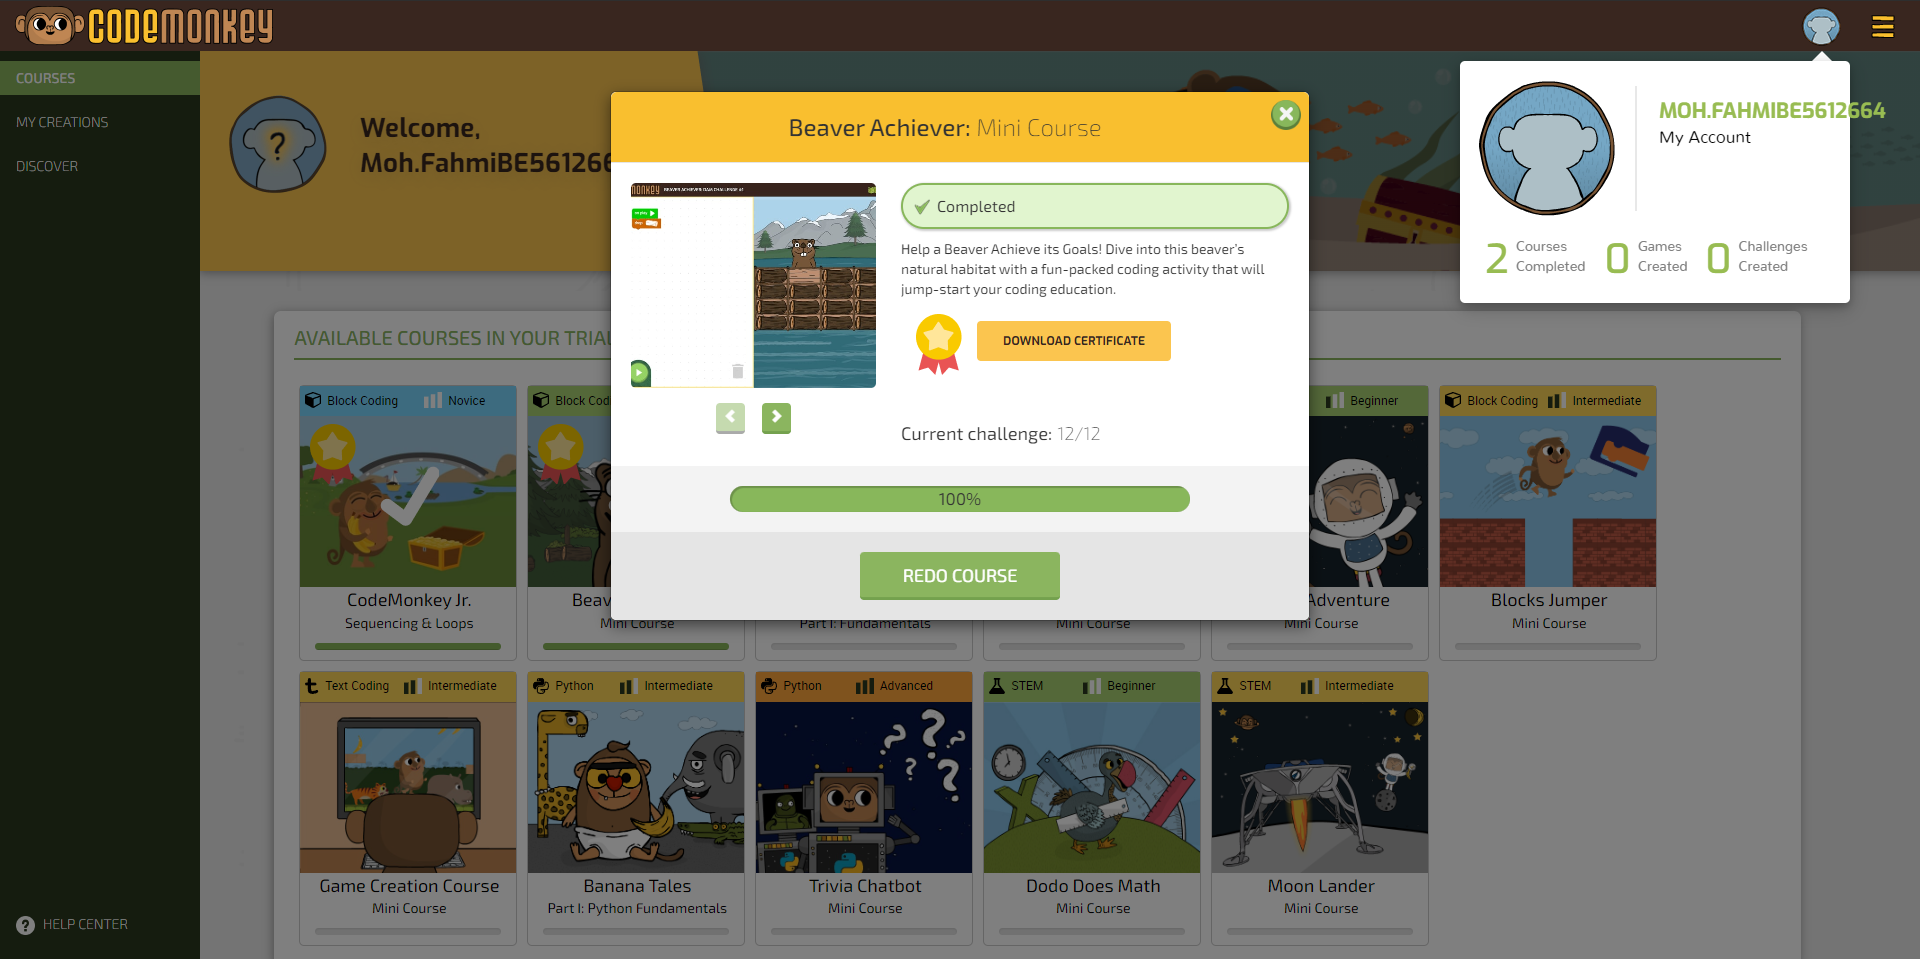 CODEMONKEY
COURSES
MY CREATIONS
DISCOVER
HELP CENTER
Welcome,
Moh.FahmiBE561266
MOH.FAHMIBE5612664
My Account
2 Courses Completed
0 Games Created
0 Challenges Created
Beaver Achiever: Mini Course
Completed
Help a Beaver Achieve its Goals! Dive into this beaver's
natural habitat with a fun-packed coding activity that will
jump-start your coding education.
DOWNLOAD CERTIFICATE
Current challenge: 12/12
100%
REDO COURSE
AVAILABLE COURSES IN YOUR TRIAL
Block Coding Novice
CodeMonkey Jr.
Sequencing & Loops
Block Cod
Beav
Mini Course
Part I: Fundamentals
Mini Course
Beginner
Adventure
Mini Course
Block Coding Intermediate
Blocks Jumper
Mini Course
Text Coding Intermediate
Game Creation Course
Mini Course
Python Intermediate
Banana Tales
Part I: Python Fundamentals
Python Advanced
Trivia Chatbot
Mini Course
STEM Beginner
Dodo Does Math
Mini Course
STEM Intermediate
Moon Lander
Mini Course